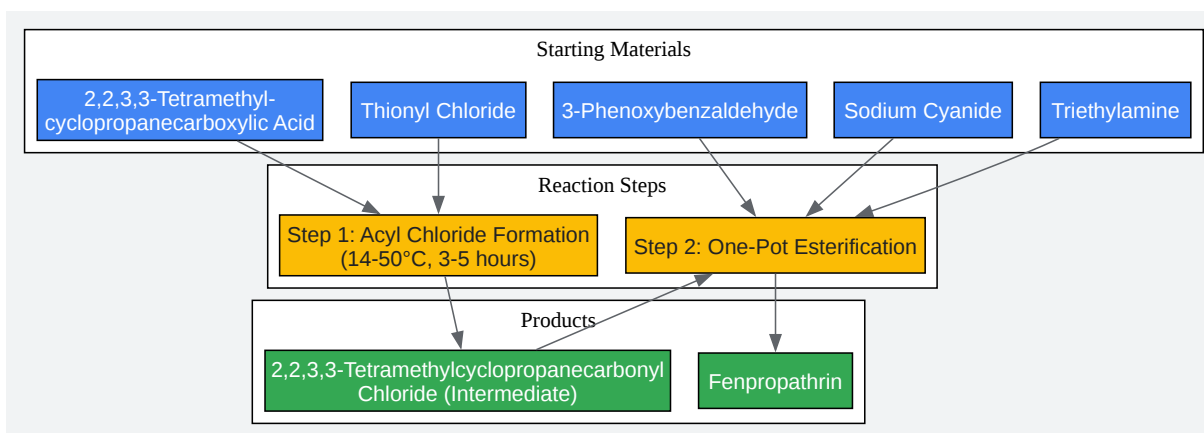 Starting Materials
2,2,3,3-Tetramethyl-
cyclopropanecarboxylic Acid
Thionyl Chloride
3-Phenoxybenzaldehyde
Sodium Cyanide
Triethylamine
Reaction Steps
Step 1: Acyl Chloride Formation
(14-50°C, 3-5 hours)
Step 2: One-Pot Esterification
Products
2,2,3,3-Tetramethylcyclopropanecarbonyl
Chloride (Intermediate)
Fenpropathrin